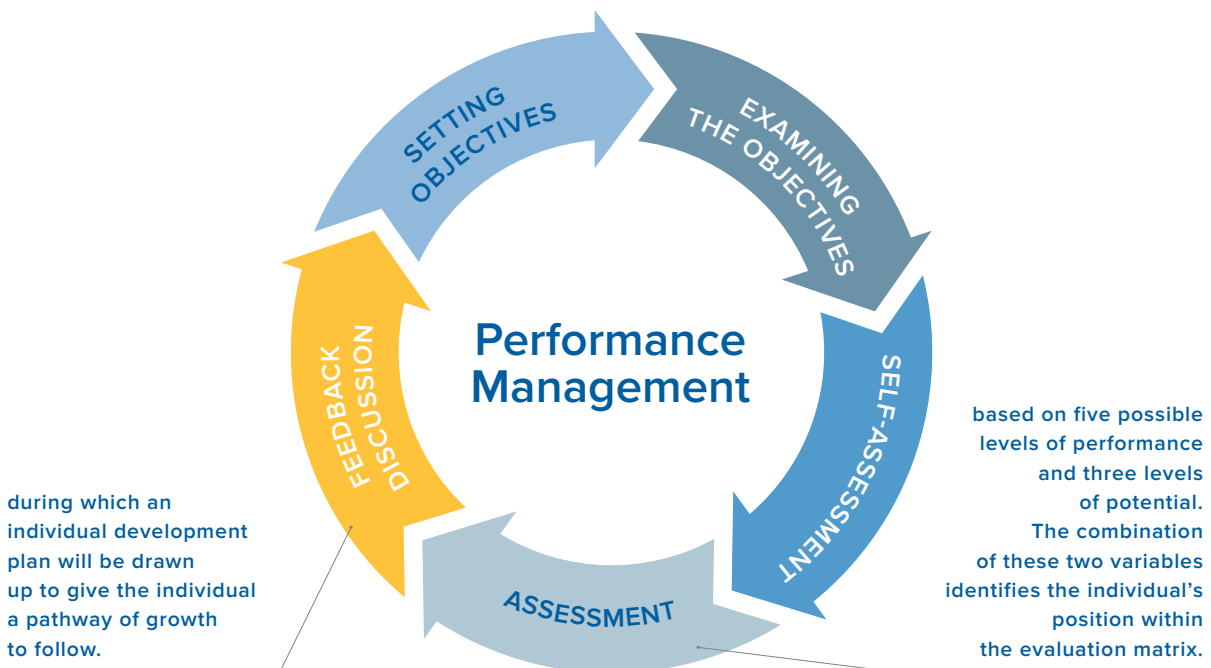 SETTING
OBJECTIVES
EXAMINING
THE OBJECTIVES
Performance
Management
SELF-ASSESSMENT
based on five possible
levels of performance
and three levels
of potential.
The combination
of these two variables
identifies the individual’s
position within
the evaluation matrix.
ASSESSMENT
FEEDBACK
DISCUSSION
during which an
individual development
plan will be drawn
up to give the individual
a pathway of growth
to follow.